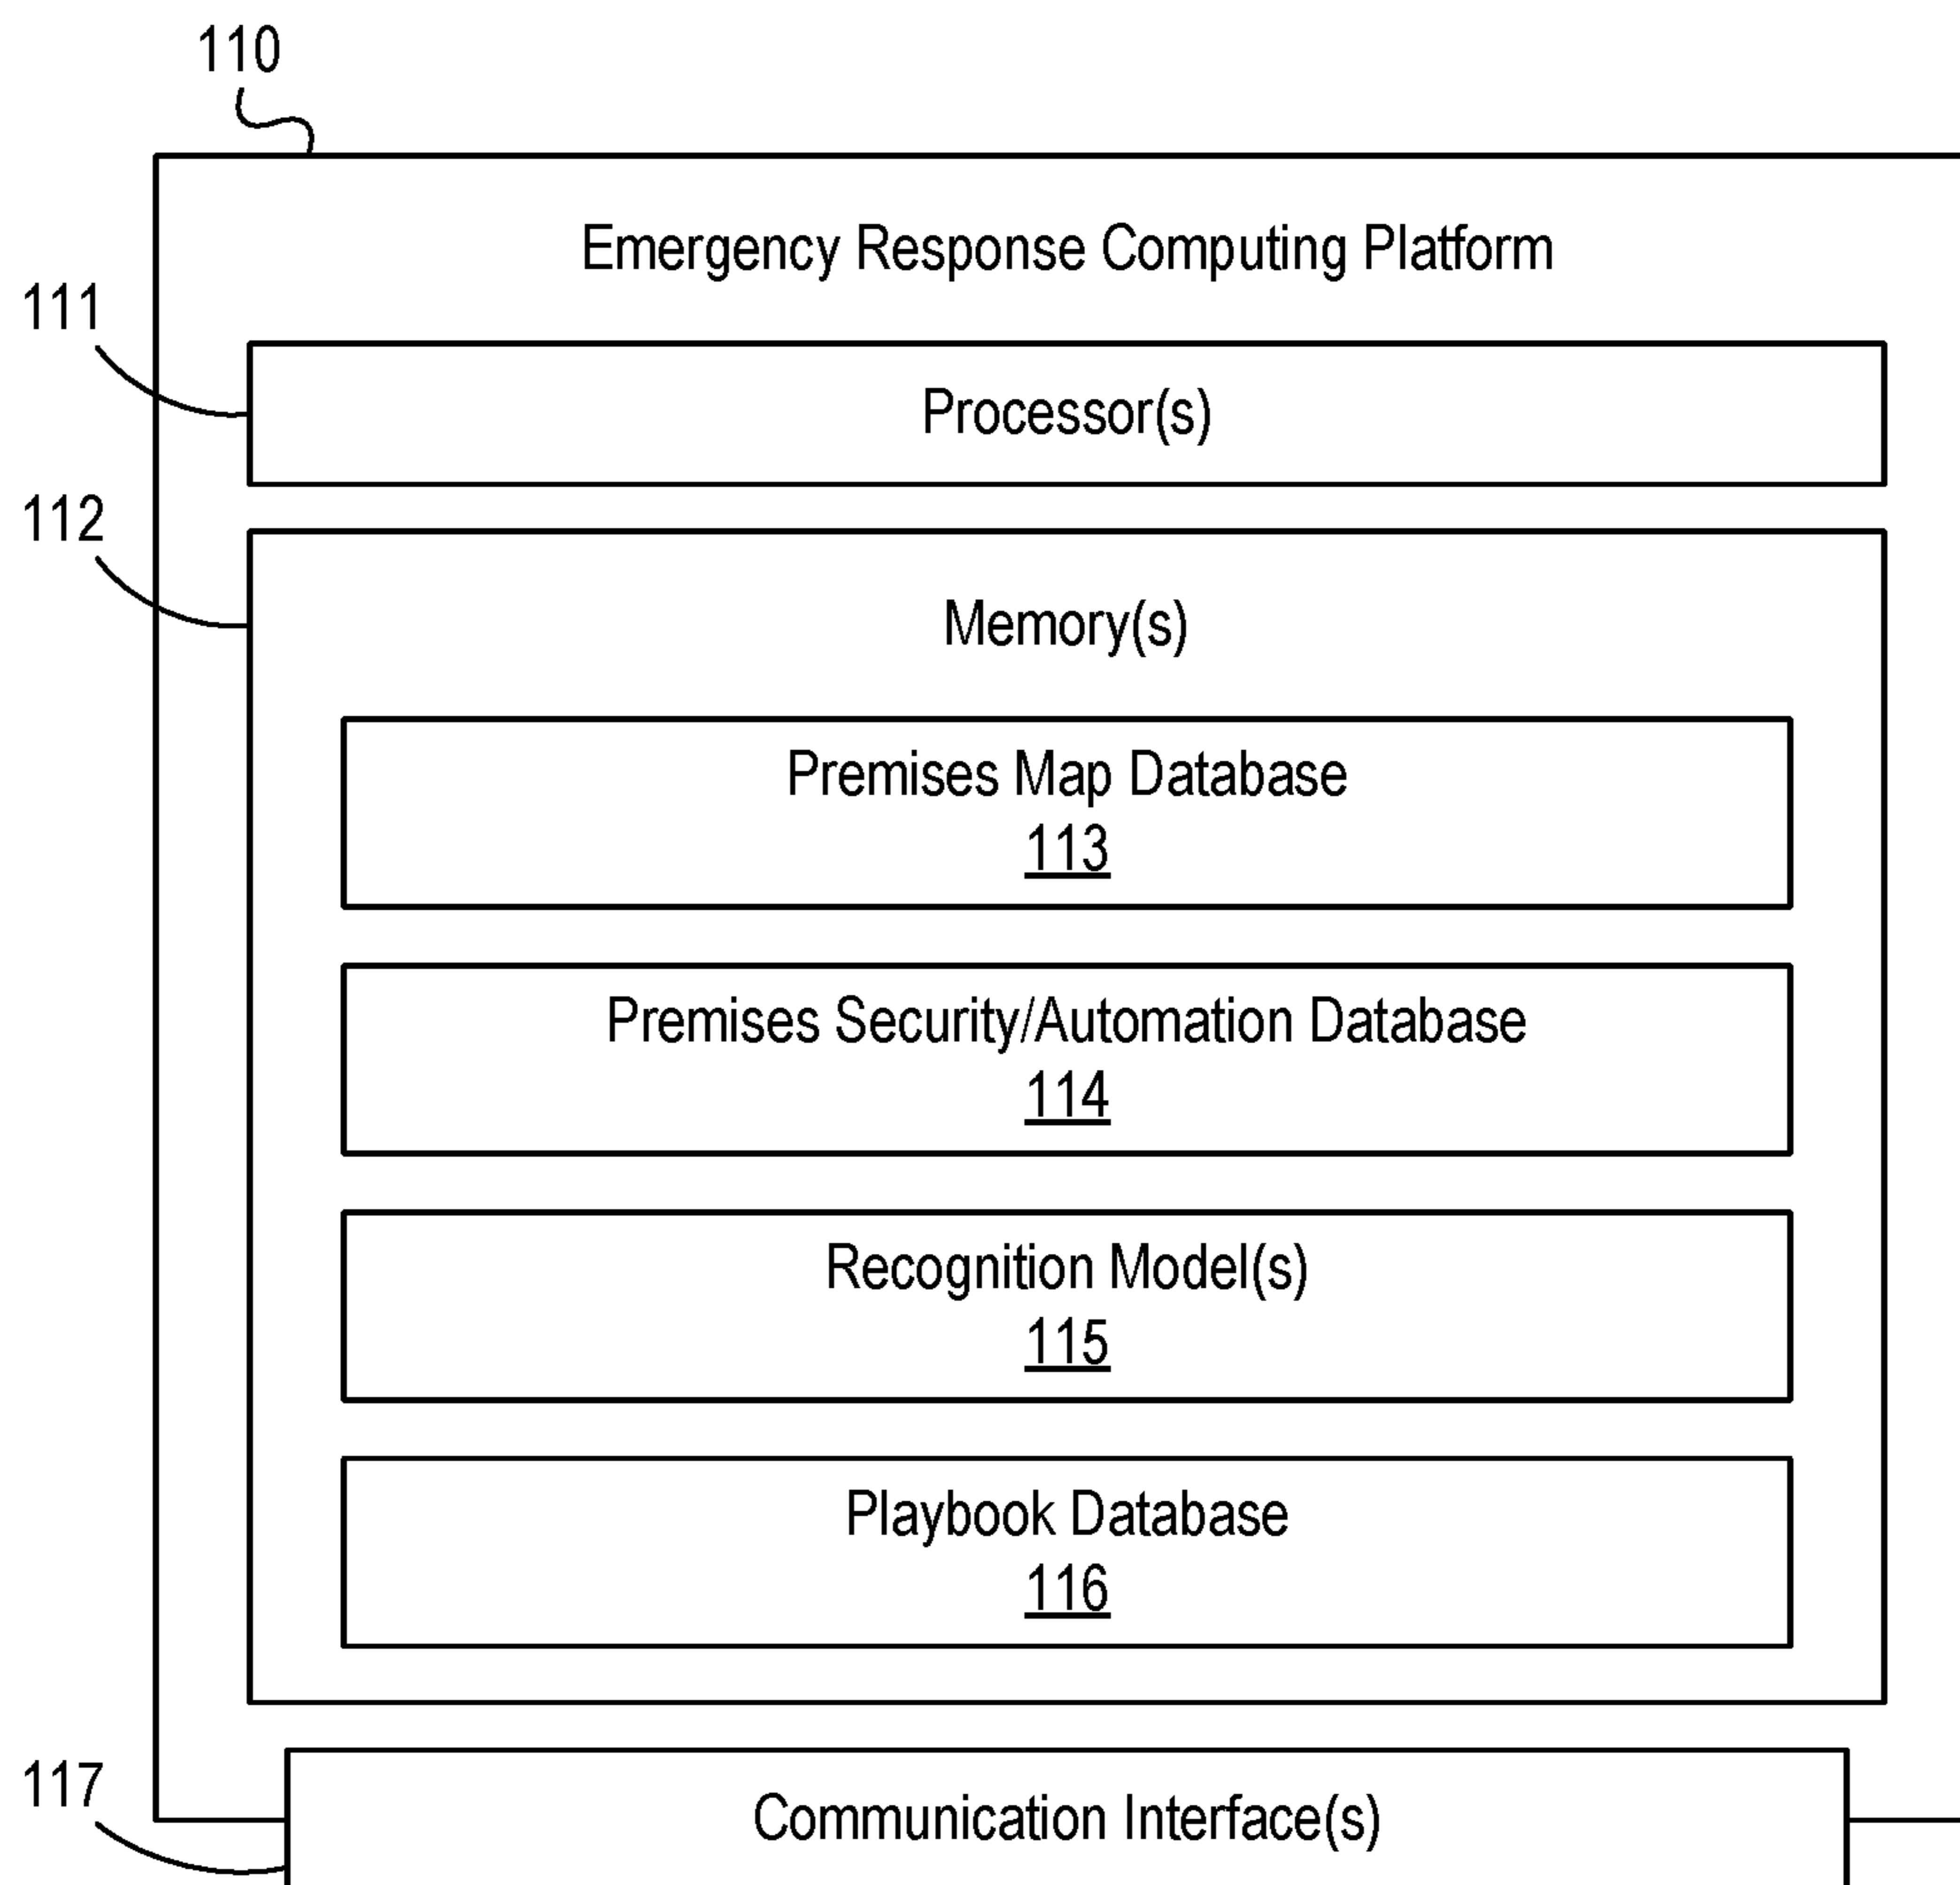 110
Emergency Response Computing Platform
111
Processor(s)
112
Memory(s)
Premises Map Database
113
Premises Security/Automation Database
114
Recognition Model(s)
115
Playbook Database
116
117
Communication Interface(s)